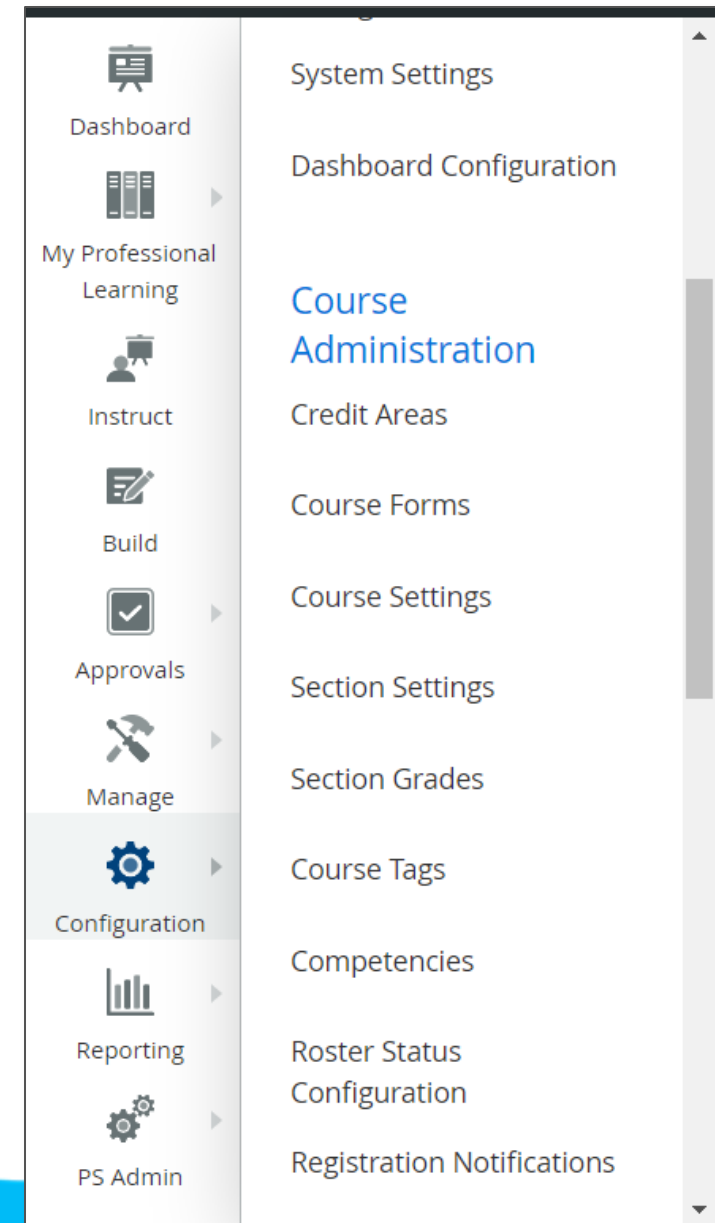 Dashboard
My Professional
Learning
Instruct
Build
Approvals
Manage
Configuration
Reporting
PS Admin
System Settings
Dashboard Configuration
Course
Administration
Credit Areas
Course Forms
Course Settings
Section Settings
Section Grades
Course Tags
Competencies
Roster Status
Configuration
Registration Notifications